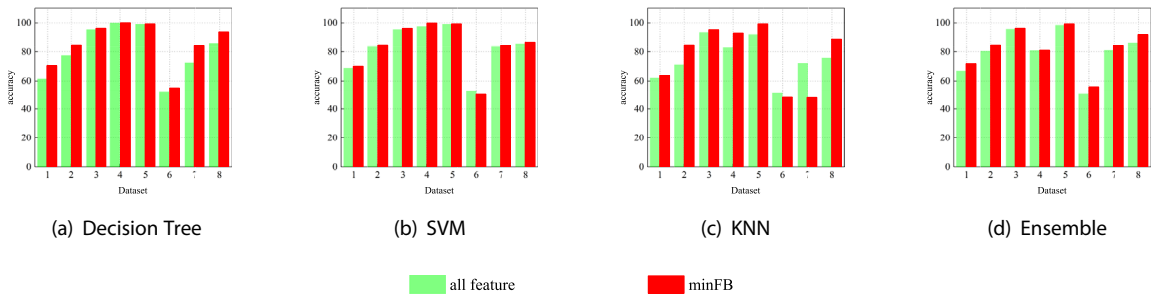 100
80
60
40
20
0
accuracy
1 2 3 4 5 6 7 8
Dataset
(a) Decision Tree
100
80
60
40
20
0
accuracy
1 2 3 4 5 6 7 8
Dataset
(b) SVM
100
80
60
40
20
0
accuracy
1 2 3 4 5 6 7 8
Dataset
(c) KNN
100
80
60
40
20
0
accuracy
1 2 3 4 5 6 7 8
Dataset
(d) Ensemble
all feature
minFB